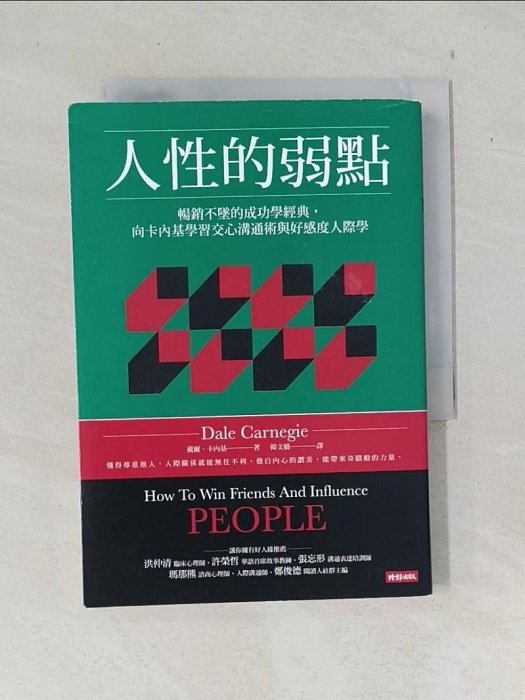 人性的弱點
暢銷不墜的成功學經典，
向卡內基學習交心溝通術與好感度人際學
Dale Carnegie
戴爾・卡內基——著 韓文橋——譯
懂得尊重他人，人際關係就能無往不利。發自內心的讚美，能帶來奇蹟般的力量。
How To Win Friends And Influence
PEOPLE
——讓你擁有好人緣推薦——
洪仲清 臨床心理師、許榮哲 華語首席故事教練、張忘形 溝通表達培訓師
瑪那熊 諮商心理師、人際溝通師、鄭俊德 閱讀人社群主編
時報出版